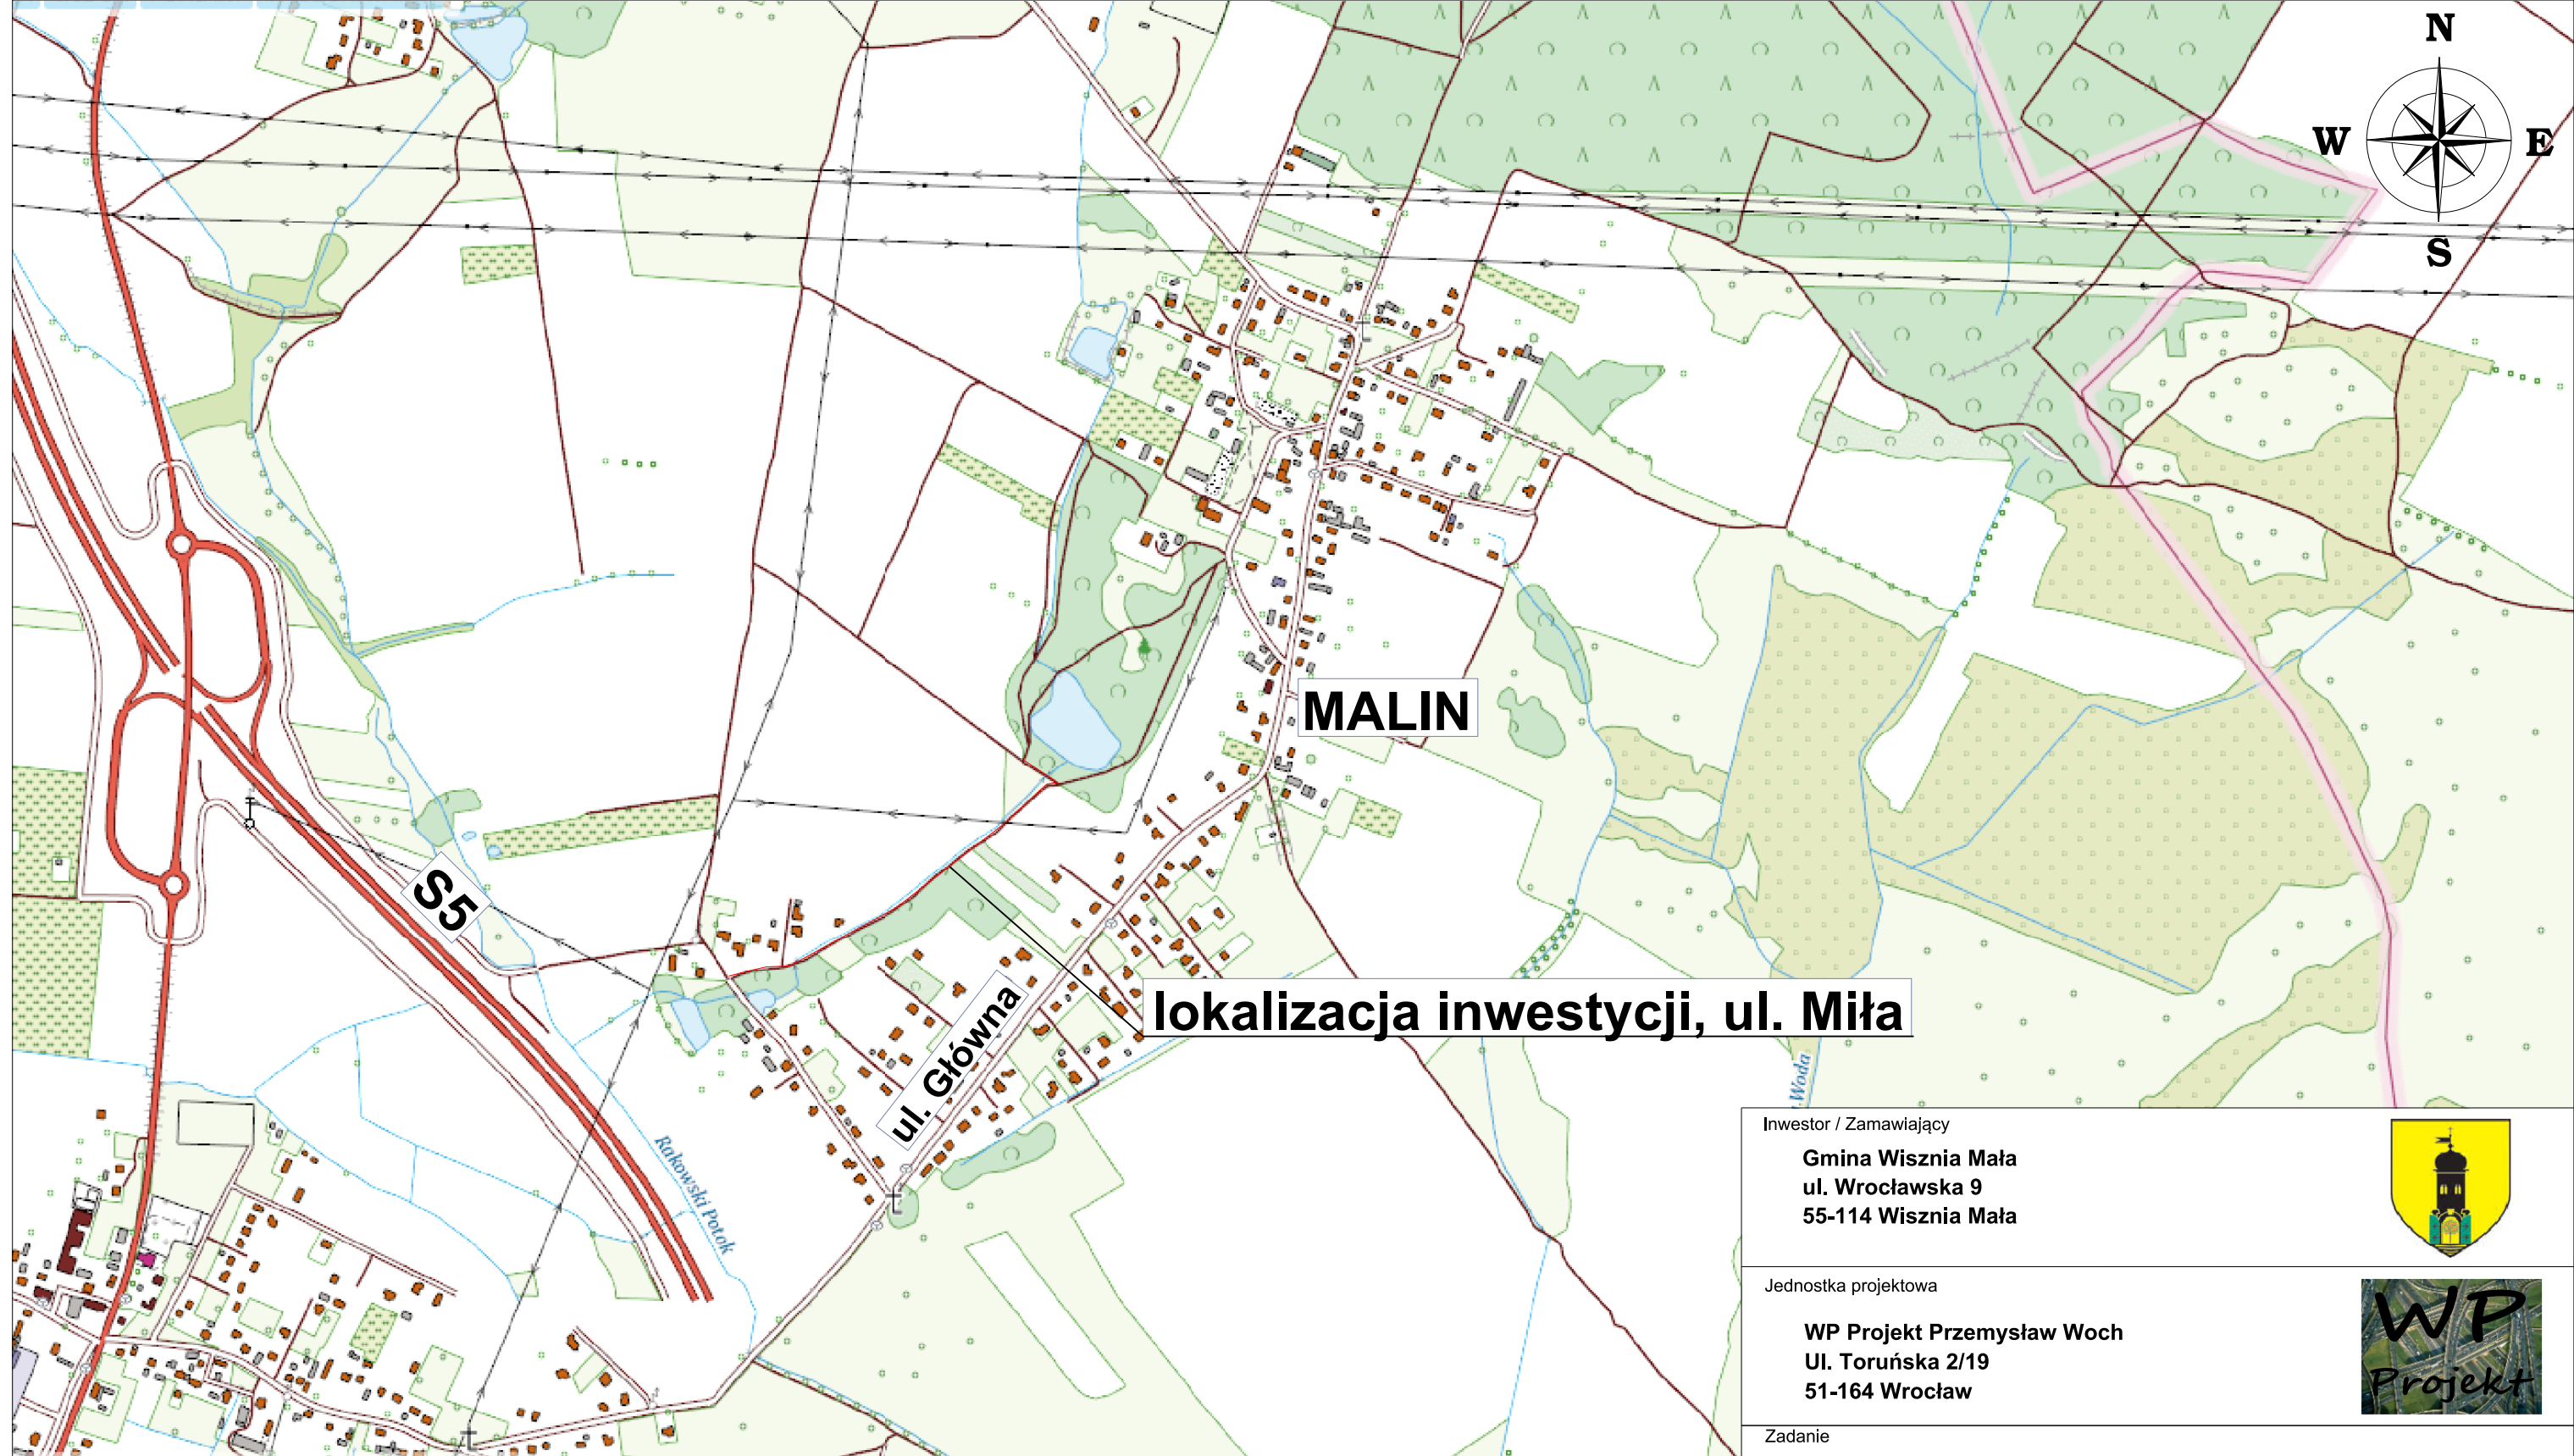 N
W
E
S
MALIN
S5
lokalizacja inwestycji, ul. Miła
ul. Główna
Rakowski Potok
Woda
Inwestor / Zamawiający
Gmina Wisznia Mała
ul. Wrocławska 9
55-114 Wisznia Mała
Jednostka projektowa
WP Projekt Przemysław Woch
Ul. Toruńska 2/19
51-164 Wrocław
WP
Projekt
Zadanie